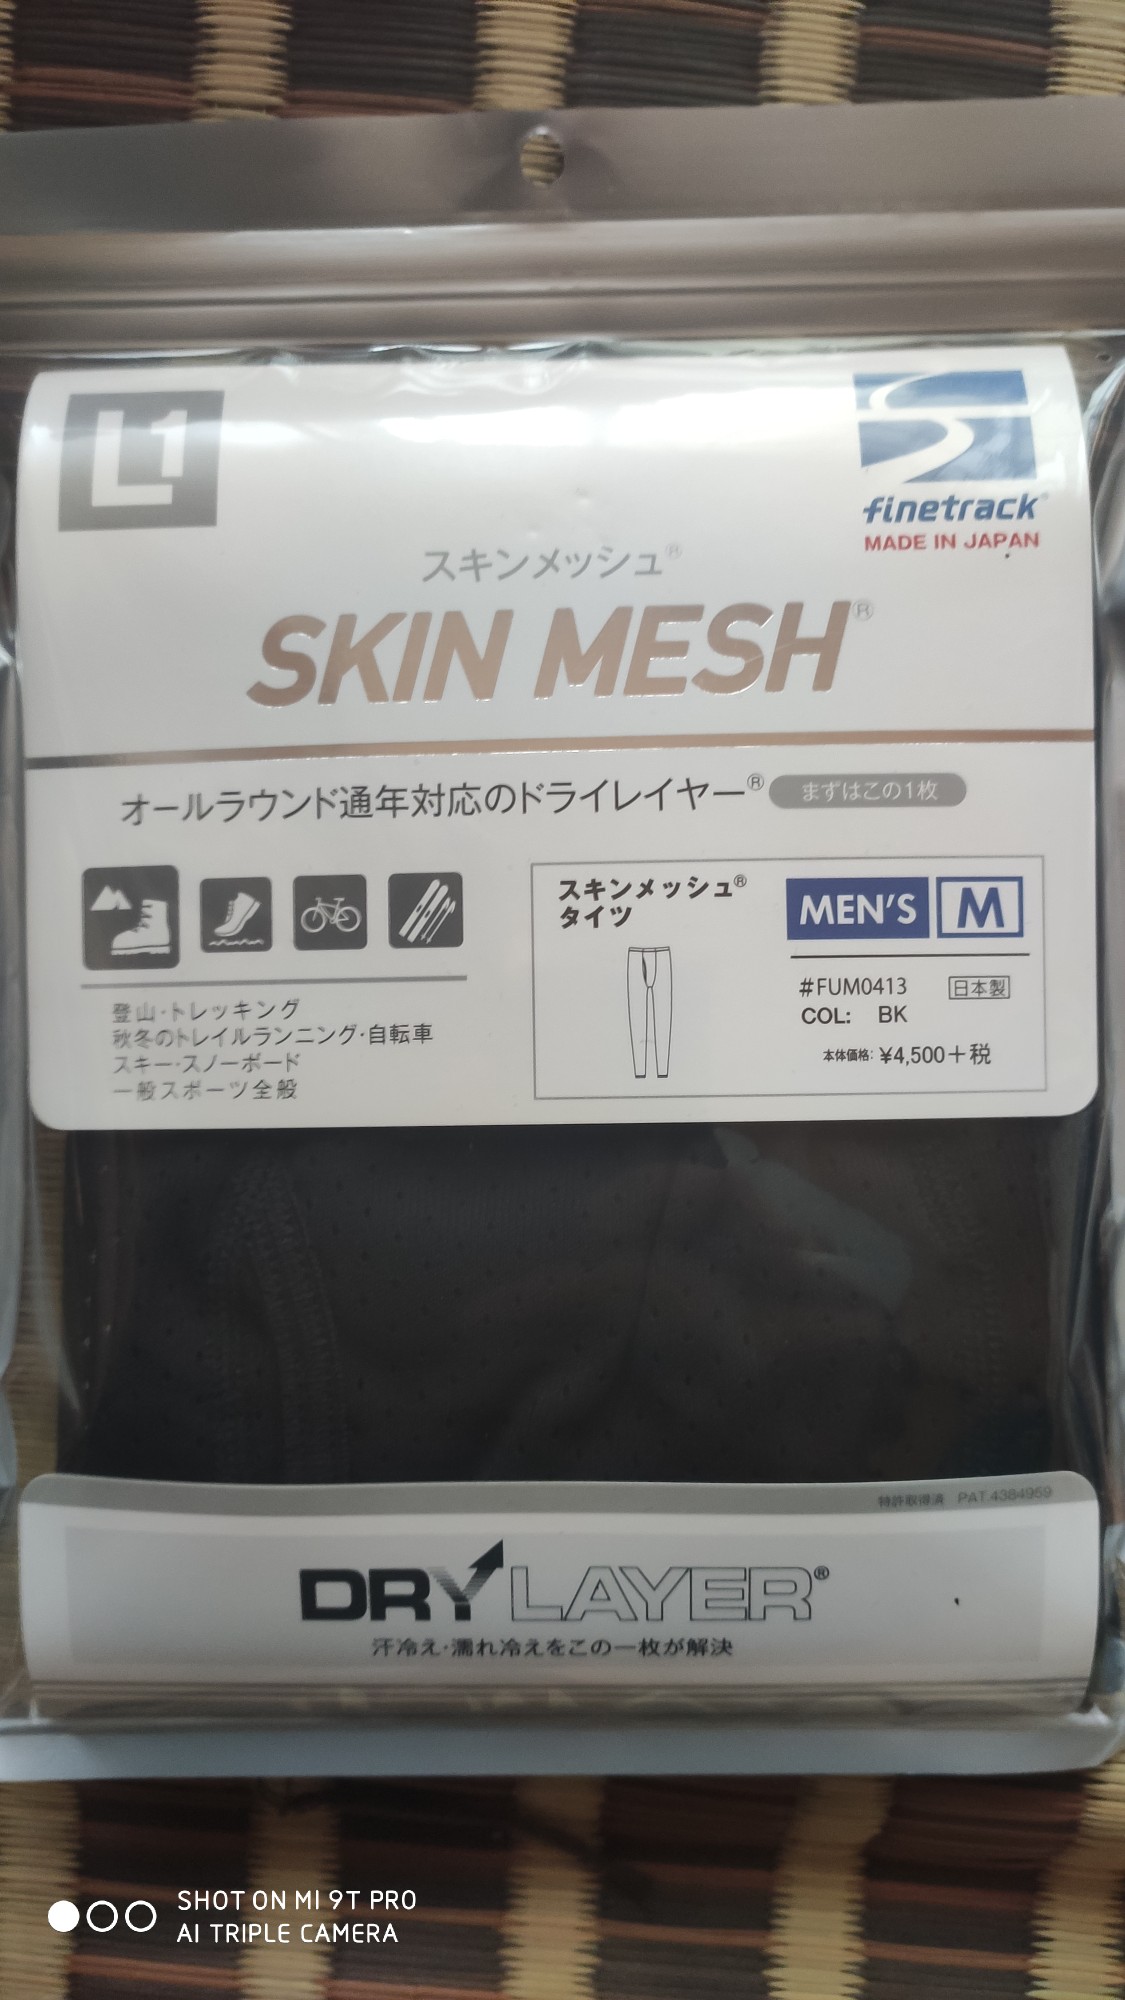 L1
finetrack®
MADE IN JAPAN
スキンメッシュ®
SKIN MESH®
オールラウンド通年対応のドライレイヤー® まずはこの1枚
登山・トレッキング
秋冬のトレイルランニング・自転車
スキー・スノーボード
一般スポーツ全般
スキンメッシュ®
タイツ
MEN'S M
#FUM0413 日本製
COL: BK
本体価格: ¥4,500+税
特許取得済 PAT.4384959
DRY LAYER®
汗冷え・濡れ冷えをこの一枚が解決
SHOT ON MI 9T PRO
AI TRIPLE CAMERA